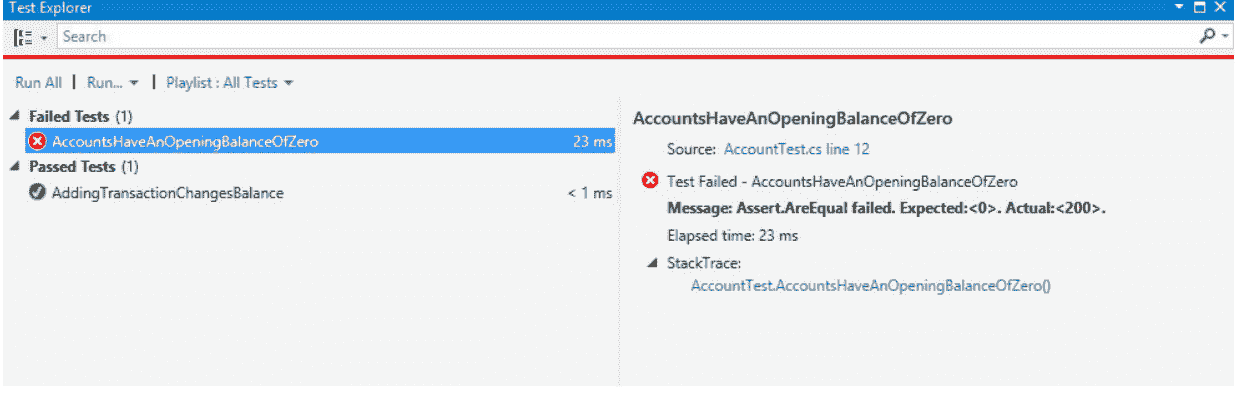 Test Explorer
Search
Run All | Run... | Playlist : All Tests
Failed Tests (1)
AccountsHaveAnOpeningBalanceOfZero 23 ms
Passed Tests (1)
AddingTransactionChangesBalance < 1 ms
AccountsHaveAnOpeningBalanceOfZero
Source: AccountTest.cs line 12
Test Failed - AccountsHaveAnOpeningBalanceOfZero
Message: Assert.AreEqual failed. Expected:<0>. Actual:<200>.
Elapsed time: 23 ms
StackTrace:
AccountTest.AccountsHaveAnOpeningBalanceOfZero()